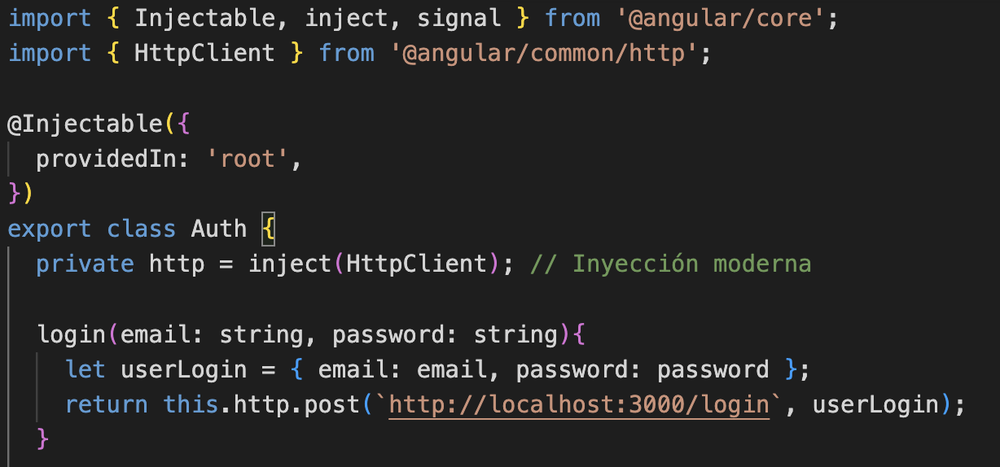 import { Injectable, inject, signal } from '@angular/core';
import { HttpClient } from '@angular/common/http';
@Injectable({
  providedIn: 'root',
})
export class Auth {
  private http = inject(HttpClient); // Inyección moderna
  login(email: string, password: string){
    let userLogin = { email: email, password: password };
    return this.http.post(`http://localhost:3000/login`, userLogin);
  }